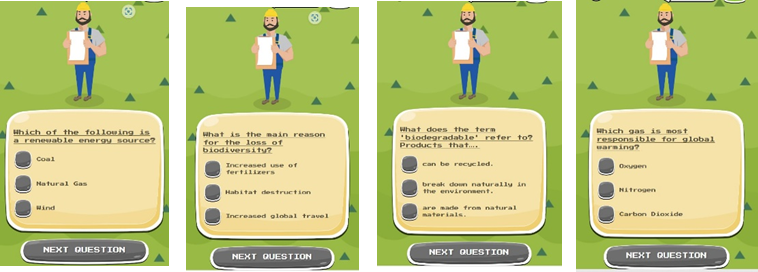 Which of the following is
a renewable energy source?
Coal
Natural Gas
Wind
NEXT QUESTION
What is the main reason
for the loss of
biodiversity?
Increased use of
fertilizers
Habitat destruction
Increased global travel
NEXT QUESTION
What does the term
'biodegradable' refer to?
Products that….
can be recycled.
break down naturally in
the environment.
are made from natural
materials.
NEXT QUESTION
Which gas is most
responsible for global
warming?
Oxygen
Nitrogen
Carbon Dioxide
NEXT QUESTION